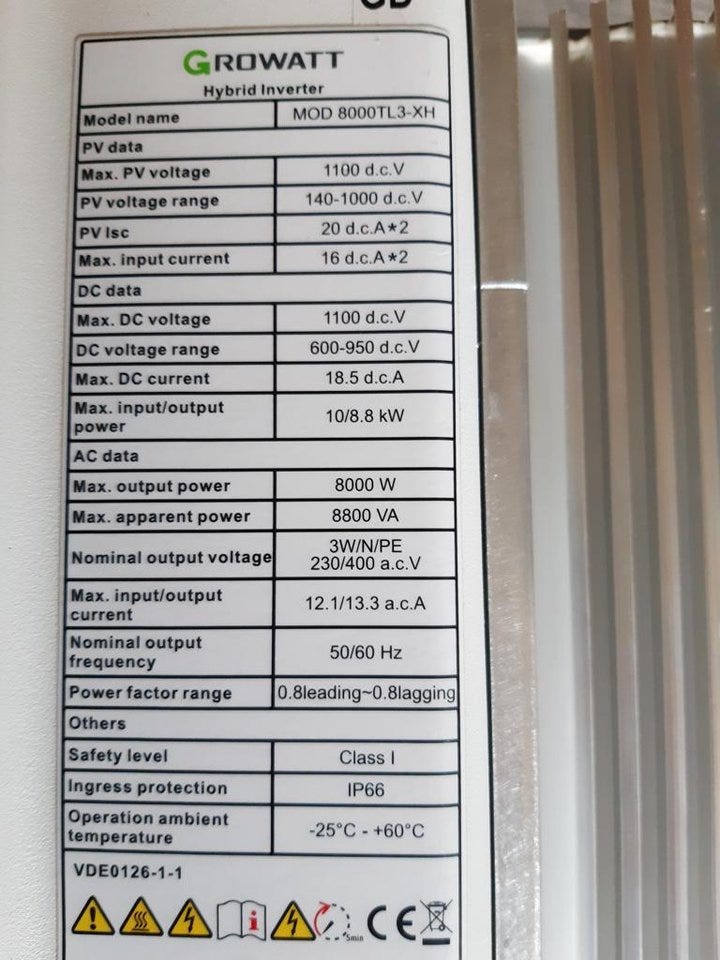 GROWATT
Hybrid Inverter
Model name MOD 8000TL3-XH
PV data
Max. PV voltage 1100 d.c.V
PV voltage range 140-1000 d.c.V
PV Isc 20 d.c.A*2
Max. input current 16 d.c.A*2
DC data
Max. DC voltage 1100 d.c.V
DC voltage range 600-950 d.c.V
Max. DC current 18.5 d.c.A
Max. input/output
power 10/8.8 kW
AC data
Max. output power 8000 W
Max. apparent power 8800 VA
Nominal output voltage 3W/N/PE
230/400 a.c.V
Max. input/output
current 12.1/13.3 a.c.A
Nominal output
frequency 50/60 Hz
Power factor range 0.8leading~0.8lagging
Others
Safety level Class I
Ingress protection IP66
Operation ambient
temperature -25°C - +60°C
VDE0126-1-1
i 5min CE